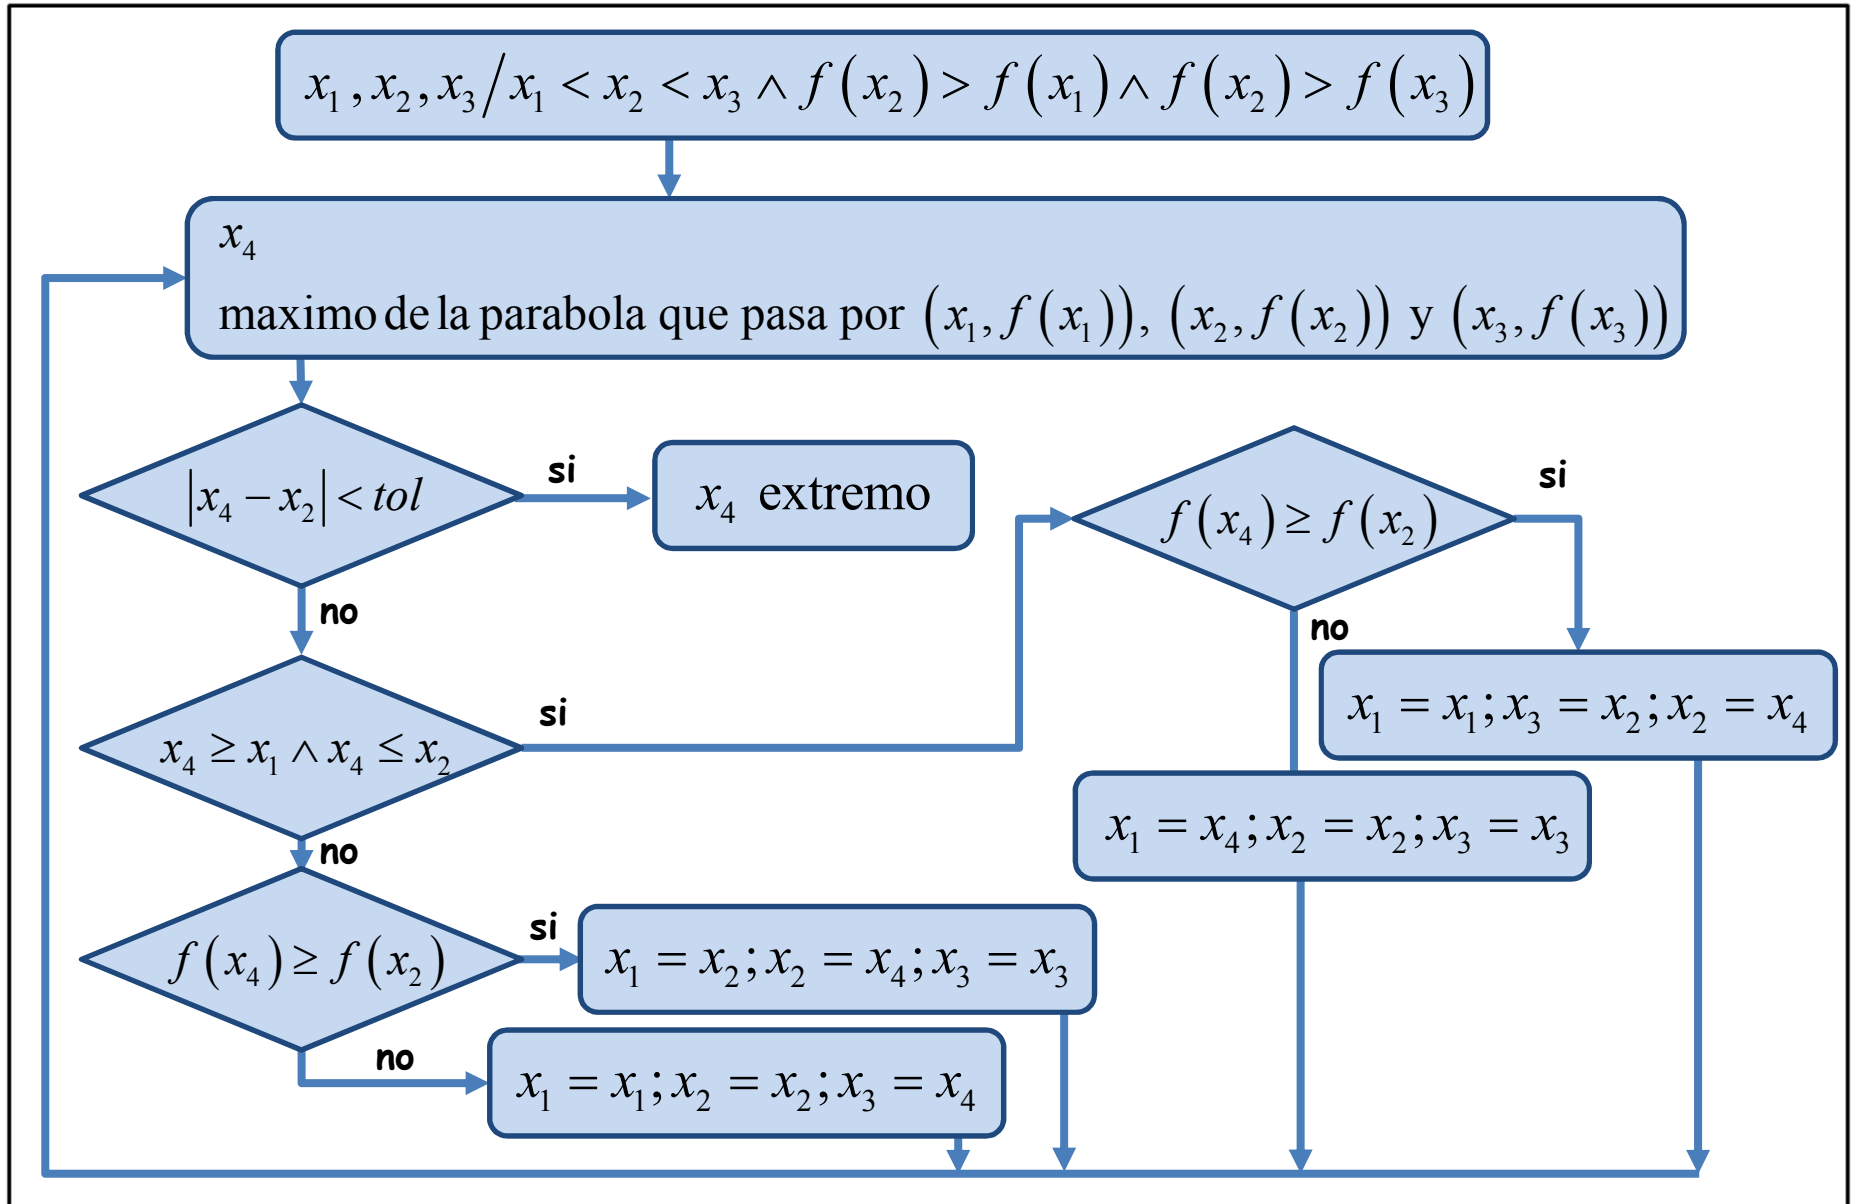 x₁, x₂, x₃/x₁ < x₂ < x₃ ∧ f(x₂) > f(x₁) ∧ f(x₂) > f(x₃)
x₄
maximo de la parabola que pasa por (x₁, f(x₁)), (x₂, f(x₂)) y (x₃, f(x₃))
|x₄ − x₂| < tol
si
x₄ extremo
no
x₄ ≥ x₁ ∧ x₄ ≤ x₂
si
f(x₄) ≥ f(x₂)
si
x₁ = x₁; x₃ = x₂; x₂ = x₄
no
x₁ = x₄; x₂ = x₂; x₃ = x₃
no
f(x₄) ≥ f(x₂)
si
x₁ = x₂; x₂ = x₄; x₃ = x₃
no
x₁ = x₁; x₂ = x₂; x₃ = x₄